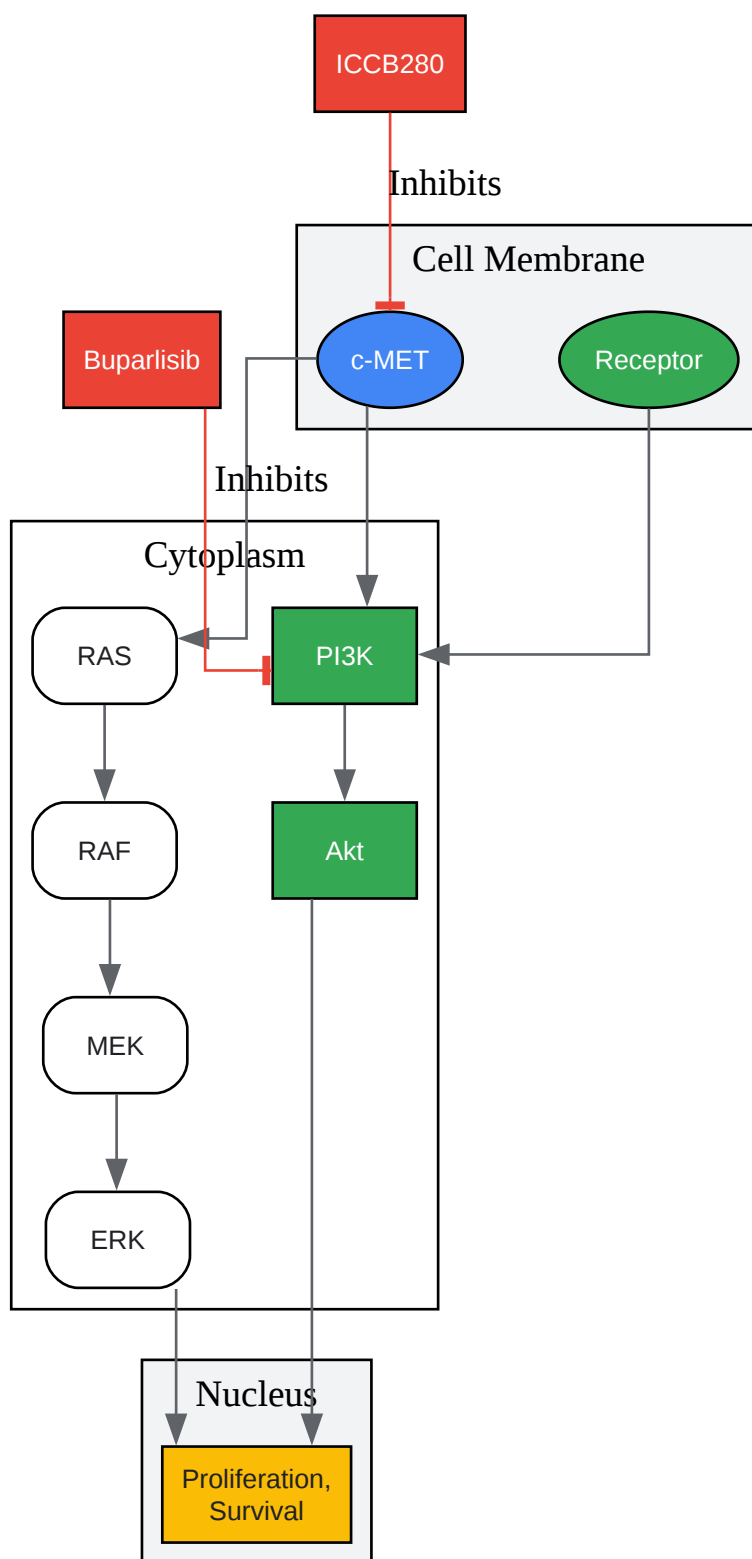 ICCB280
Inhibits
Cell Membrane
Buparlisib
c-MET
Receptor
Inhibits
Cytoplasm
RAS
PI3K
RAF
Akt
MEK
ERK
Nucleus
Proliferation,
Survival